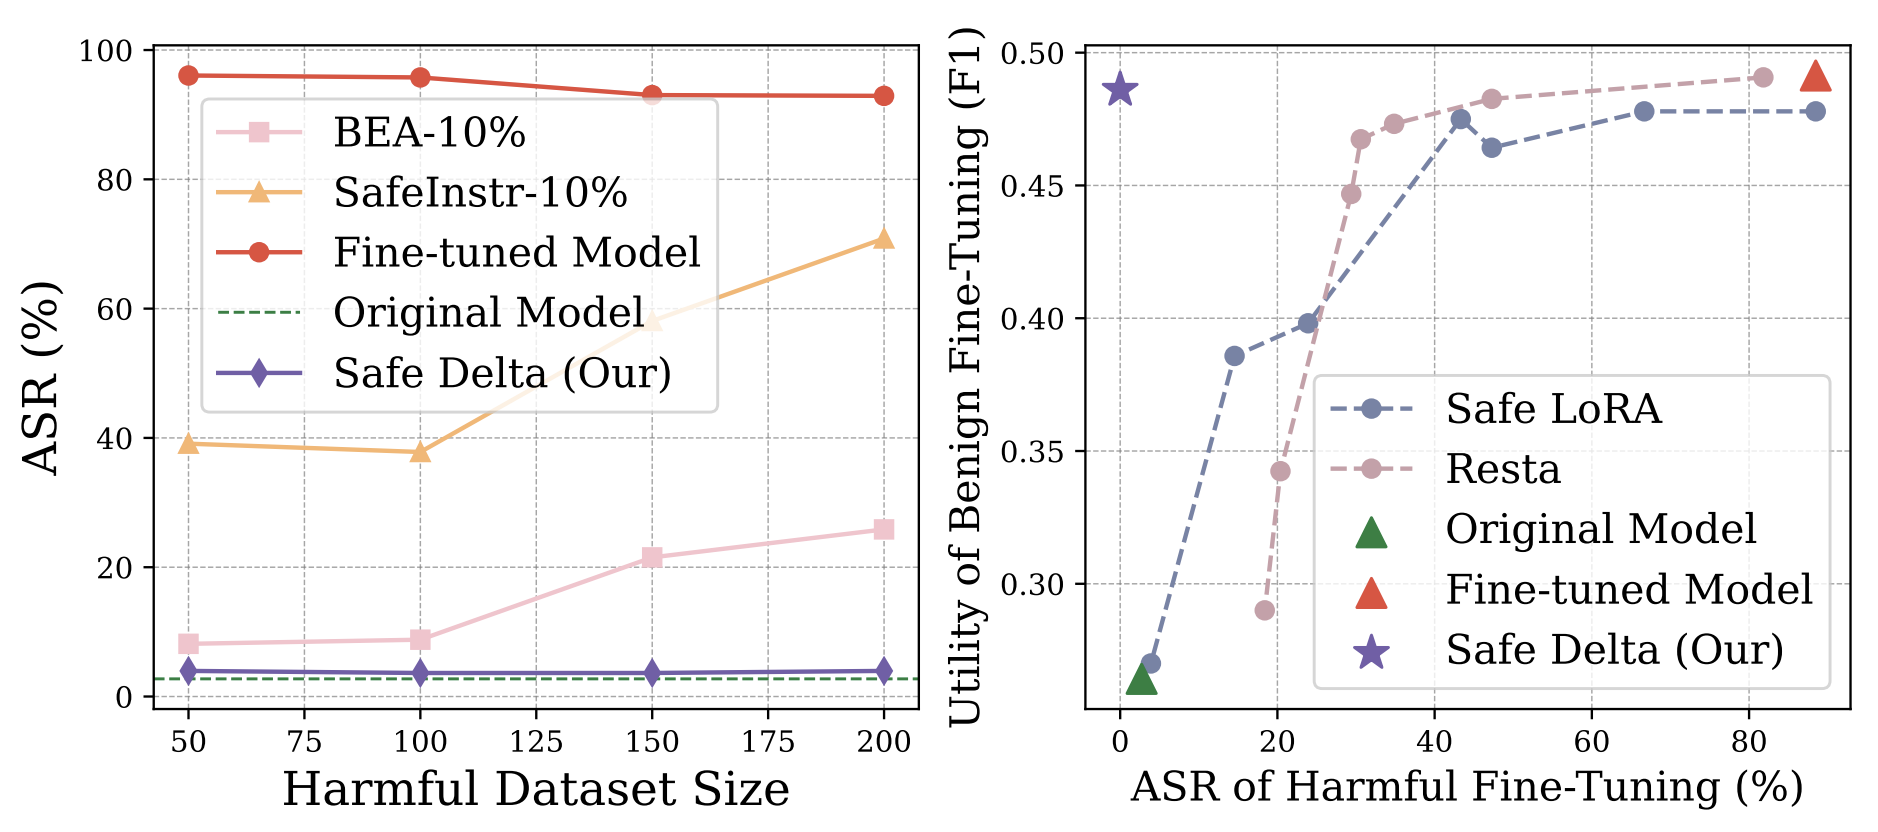 ASR (%)
100
80
60
40
20
0
BEA-10%
SafeInstr-10%
Fine-tuned Model
Original Model
Safe Delta (Our)
50 75 100 125 150 175 200
Harmful Dataset Size
Utility of Benign Fine-Tuning (F1)
0.50
0.45
0.40
0.35
0.30
Safe LoRA
Resta
Original Model
Fine-tuned Model
Safe Delta (Our)
0 20 40 60 80
ASR of Harmful Fine-Tuning (%)